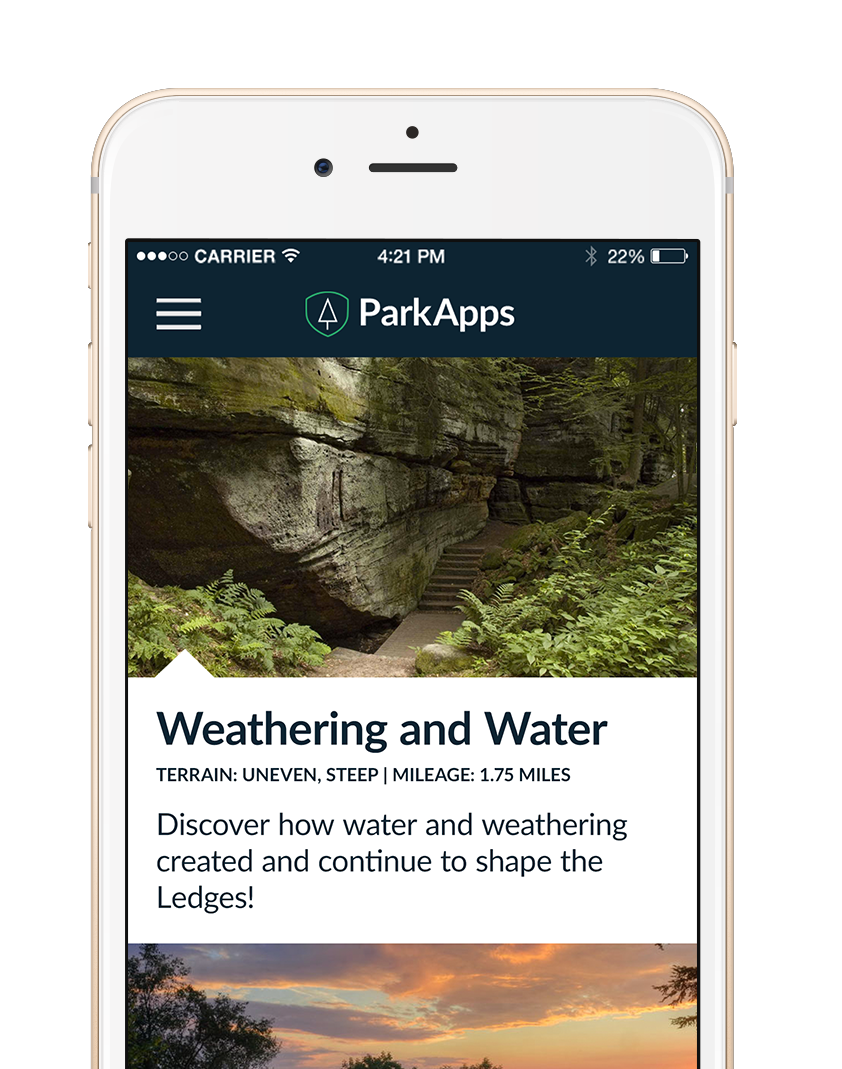 CARRIER 4:21 PM 22%
ParkApps
Weathering and Water
TERRAIN: UNEVEN, STEEP | MILEAGE: 1.75 MILES
Discover how water and weathering
created and continue to shape the
Ledges!